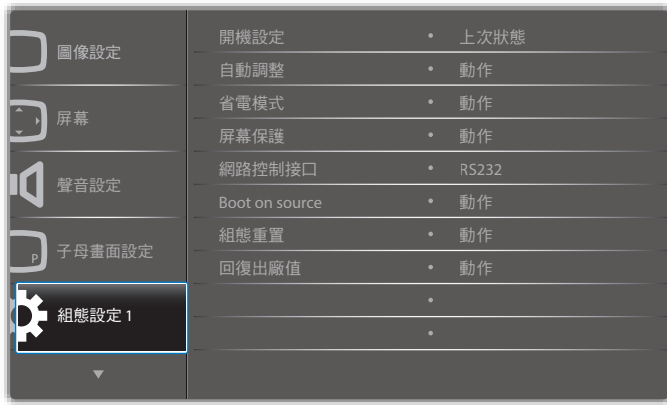 圖像設定
屏幕
聲音設定
P
子母畫面設定
組態設定 1
開機設定 • 上次狀態
自動調整 • 動作
省電模式 • 動作
屏幕保護 • 動作
網路控制接口 • RS232
Boot on source • 動作
組態重置 • 動作
回復出廠值 • 動作
•
•